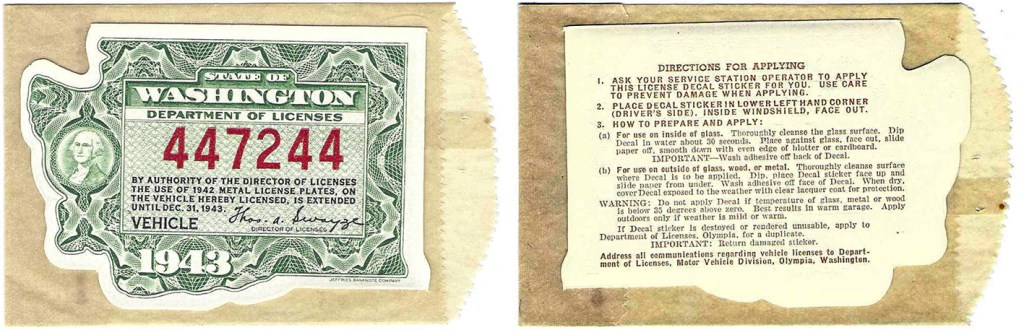 STATE OF
WASHINGTON
DEPARTMENT OF LICENSES
447244
BY AUTHORITY OF THE DIRECTOR OF LICENSES
THE USE OF 1942 METAL LICENSE PLATES, ON
THE VEHICLE HEREBY LICENSED, IS EXTENDED
UNTIL DEC. 31, 1943.
Thos. A. Swayze
VEHICLE
DIRECTOR OF LICENSES
1943
JEFFRIES BANKNOTE COMPANY
DIRECTIONS FOR APPLYING
1. ASK YOUR SERVICE STATION OPERATOR TO APPLY
THIS LICENSE DECAL STICKER FOR YOU. USE CARE
TO PREVENT DAMAGE WHEN APPLYING.
2. PLACE DECAL STICKER IN LOWER LEFT HAND CORNER
(DRIVER'S SIDE), INSIDE WINDSHIELD, FACE OUT.
3. HOW TO PREPARE AND APPLY:
(a) For use on inside of glass. Thoroughly cleanse the glass surface. Dip
Decal in water about 30 seconds. Place against glass, face out, and slide
paper off, smooth down with even edge of blotter or cardboard.
IMPORTANT—Wash adhesive off back of Decal.
(b) For use on outside of glass, wood, or metal. Thoroughly cleanse surface
where Decal is to be applied. Dip, place Decal sticker face up and
slide paper from under. Wash adhesive off face of Decal. When dry,
cover Decal exposed to the weather with clear lacquer coat for protection.
WARNING: Do not apply Decal if temperature of glass, metal or wood
is below 35 degrees above zero. Best results in warm garage. Apply
outdoors only if weather is mild or warm.
If Decal sticker is destoyed or rendered unusable, apply to
Department of Licenses, Olympia, for a duplicate.
IMPORTANT: Return damaged sticker.
Address all communications regarding vehicle licenses to Depart-
ment of Licenses, Motor Vehicle Division, Olympia, Washington.